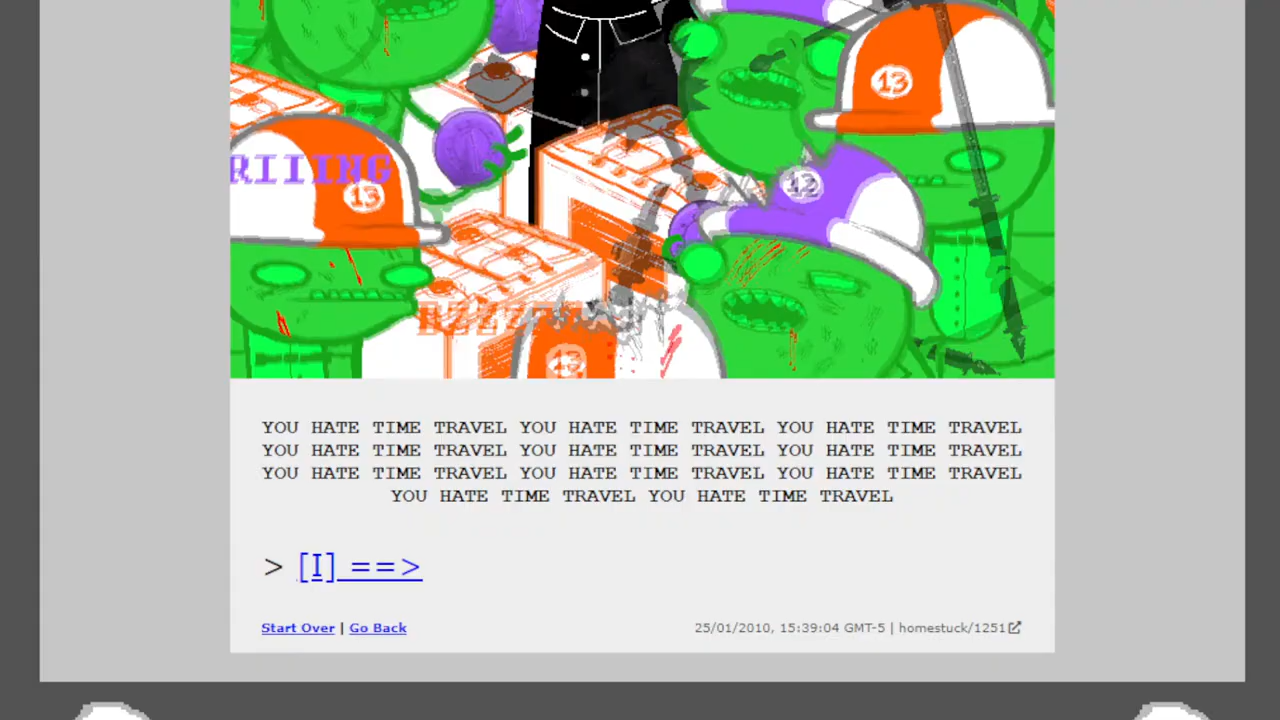 13
RIIING
13
12
13
YOU HATE TIME TRAVEL YOU HATE TIME TRAVEL YOU HATE TIME TRAVEL
YOU HATE TIME TRAVEL YOU HATE TIME TRAVEL YOU HATE TIME TRAVEL
YOU HATE TIME TRAVEL YOU HATE TIME TRAVEL YOU HATE TIME TRAVEL
YOU HATE TIME TRAVEL YOU HATE TIME TRAVEL
> [I] ==>
Start Over | Go Back
25/01/2010, 15:39:04 GMT-5 | homestuck/1251